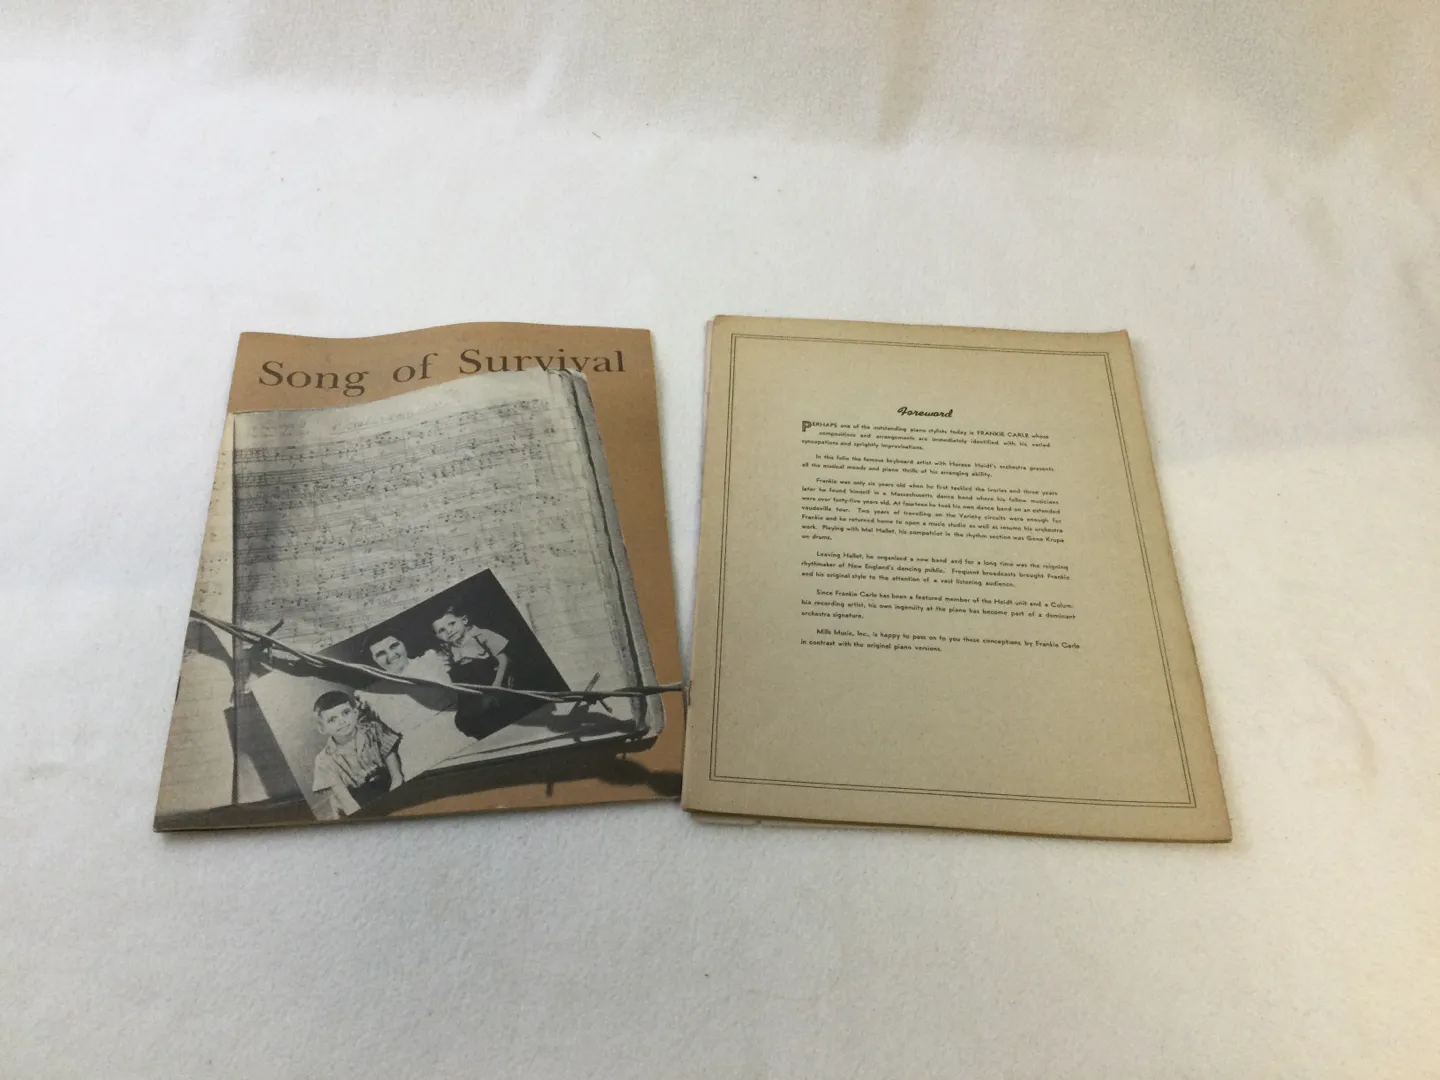 Song of Survival
Foreword
PERHAPS one of the outstanding piano stylists today is FRANKIE CARLE whose
compositions and arrangements are immediately identified with his varied
syncopations and sprightly improvisations.
In this folio the famous keyboard artist with Horace Heidt's orchestra presents
all the musical moods and piano thrills of his arranging ability.
Frankie was only six years old when he first tackled the ivories and three years
later he found himself in a Massachusetts dance band where his fellow musicians
were over forty-five years old. At fourteen he took his own dance band on an extended
vaudeville tour. Two years of travelling on the Variety circuits were enough for
Frankie and he returned home to open a music studio as well as resume his orchestra
work. Playing with Mal Hallet, his compatriot in the rhythm section was Gene Krupa
on drums.
Leaving Hallet, he organized a new band and for a long time was the reigning
rhythmaker of New England's dancing public. Frequent broadcasts brought Frankie
and his original style to the attention of a vast listening audience.
Since Frankie Carle has been a featured member of the Heidt unit and a Colum-
bia recording artist, his own ingenuity at the piano has become part of a dominant
orchestra signature.
Mills Music, Inc., is happy to pass on to you these conceptions by Frankie Carle
in contrast with the original piano versions.